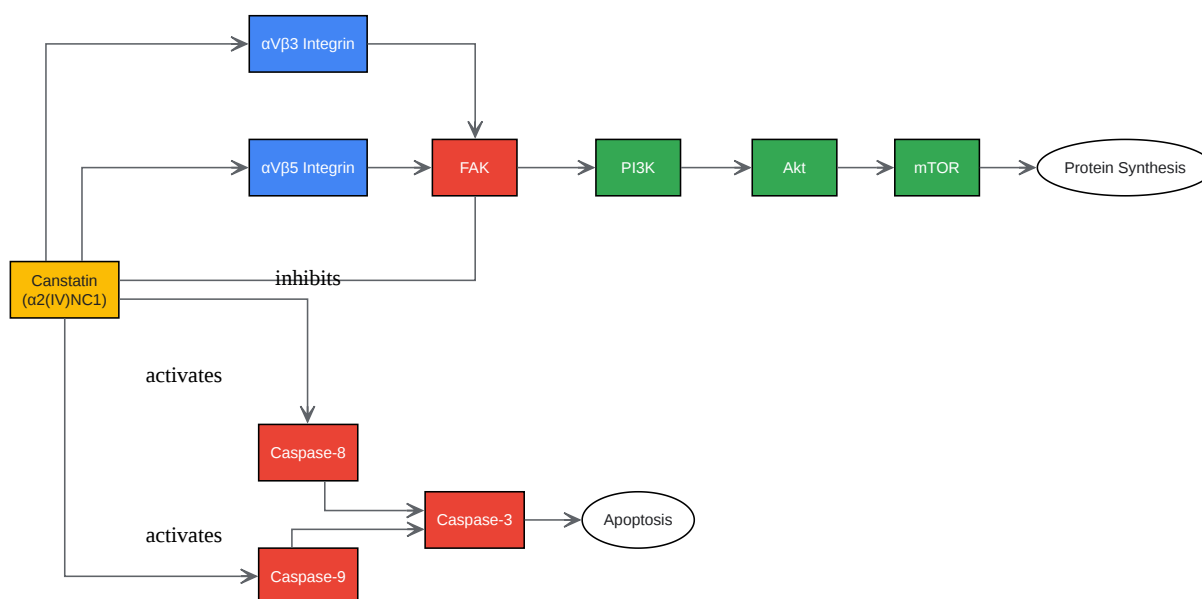 αVβ3 Integrin
αVβ5 Integrin
FAK
PI3K
Akt
mTOR
Protein Synthesis
Canstatin
(α2(IV)NC1)
inhibits
activates
Caspase-8
Caspase-3
Apoptosis
activates
Caspase-9